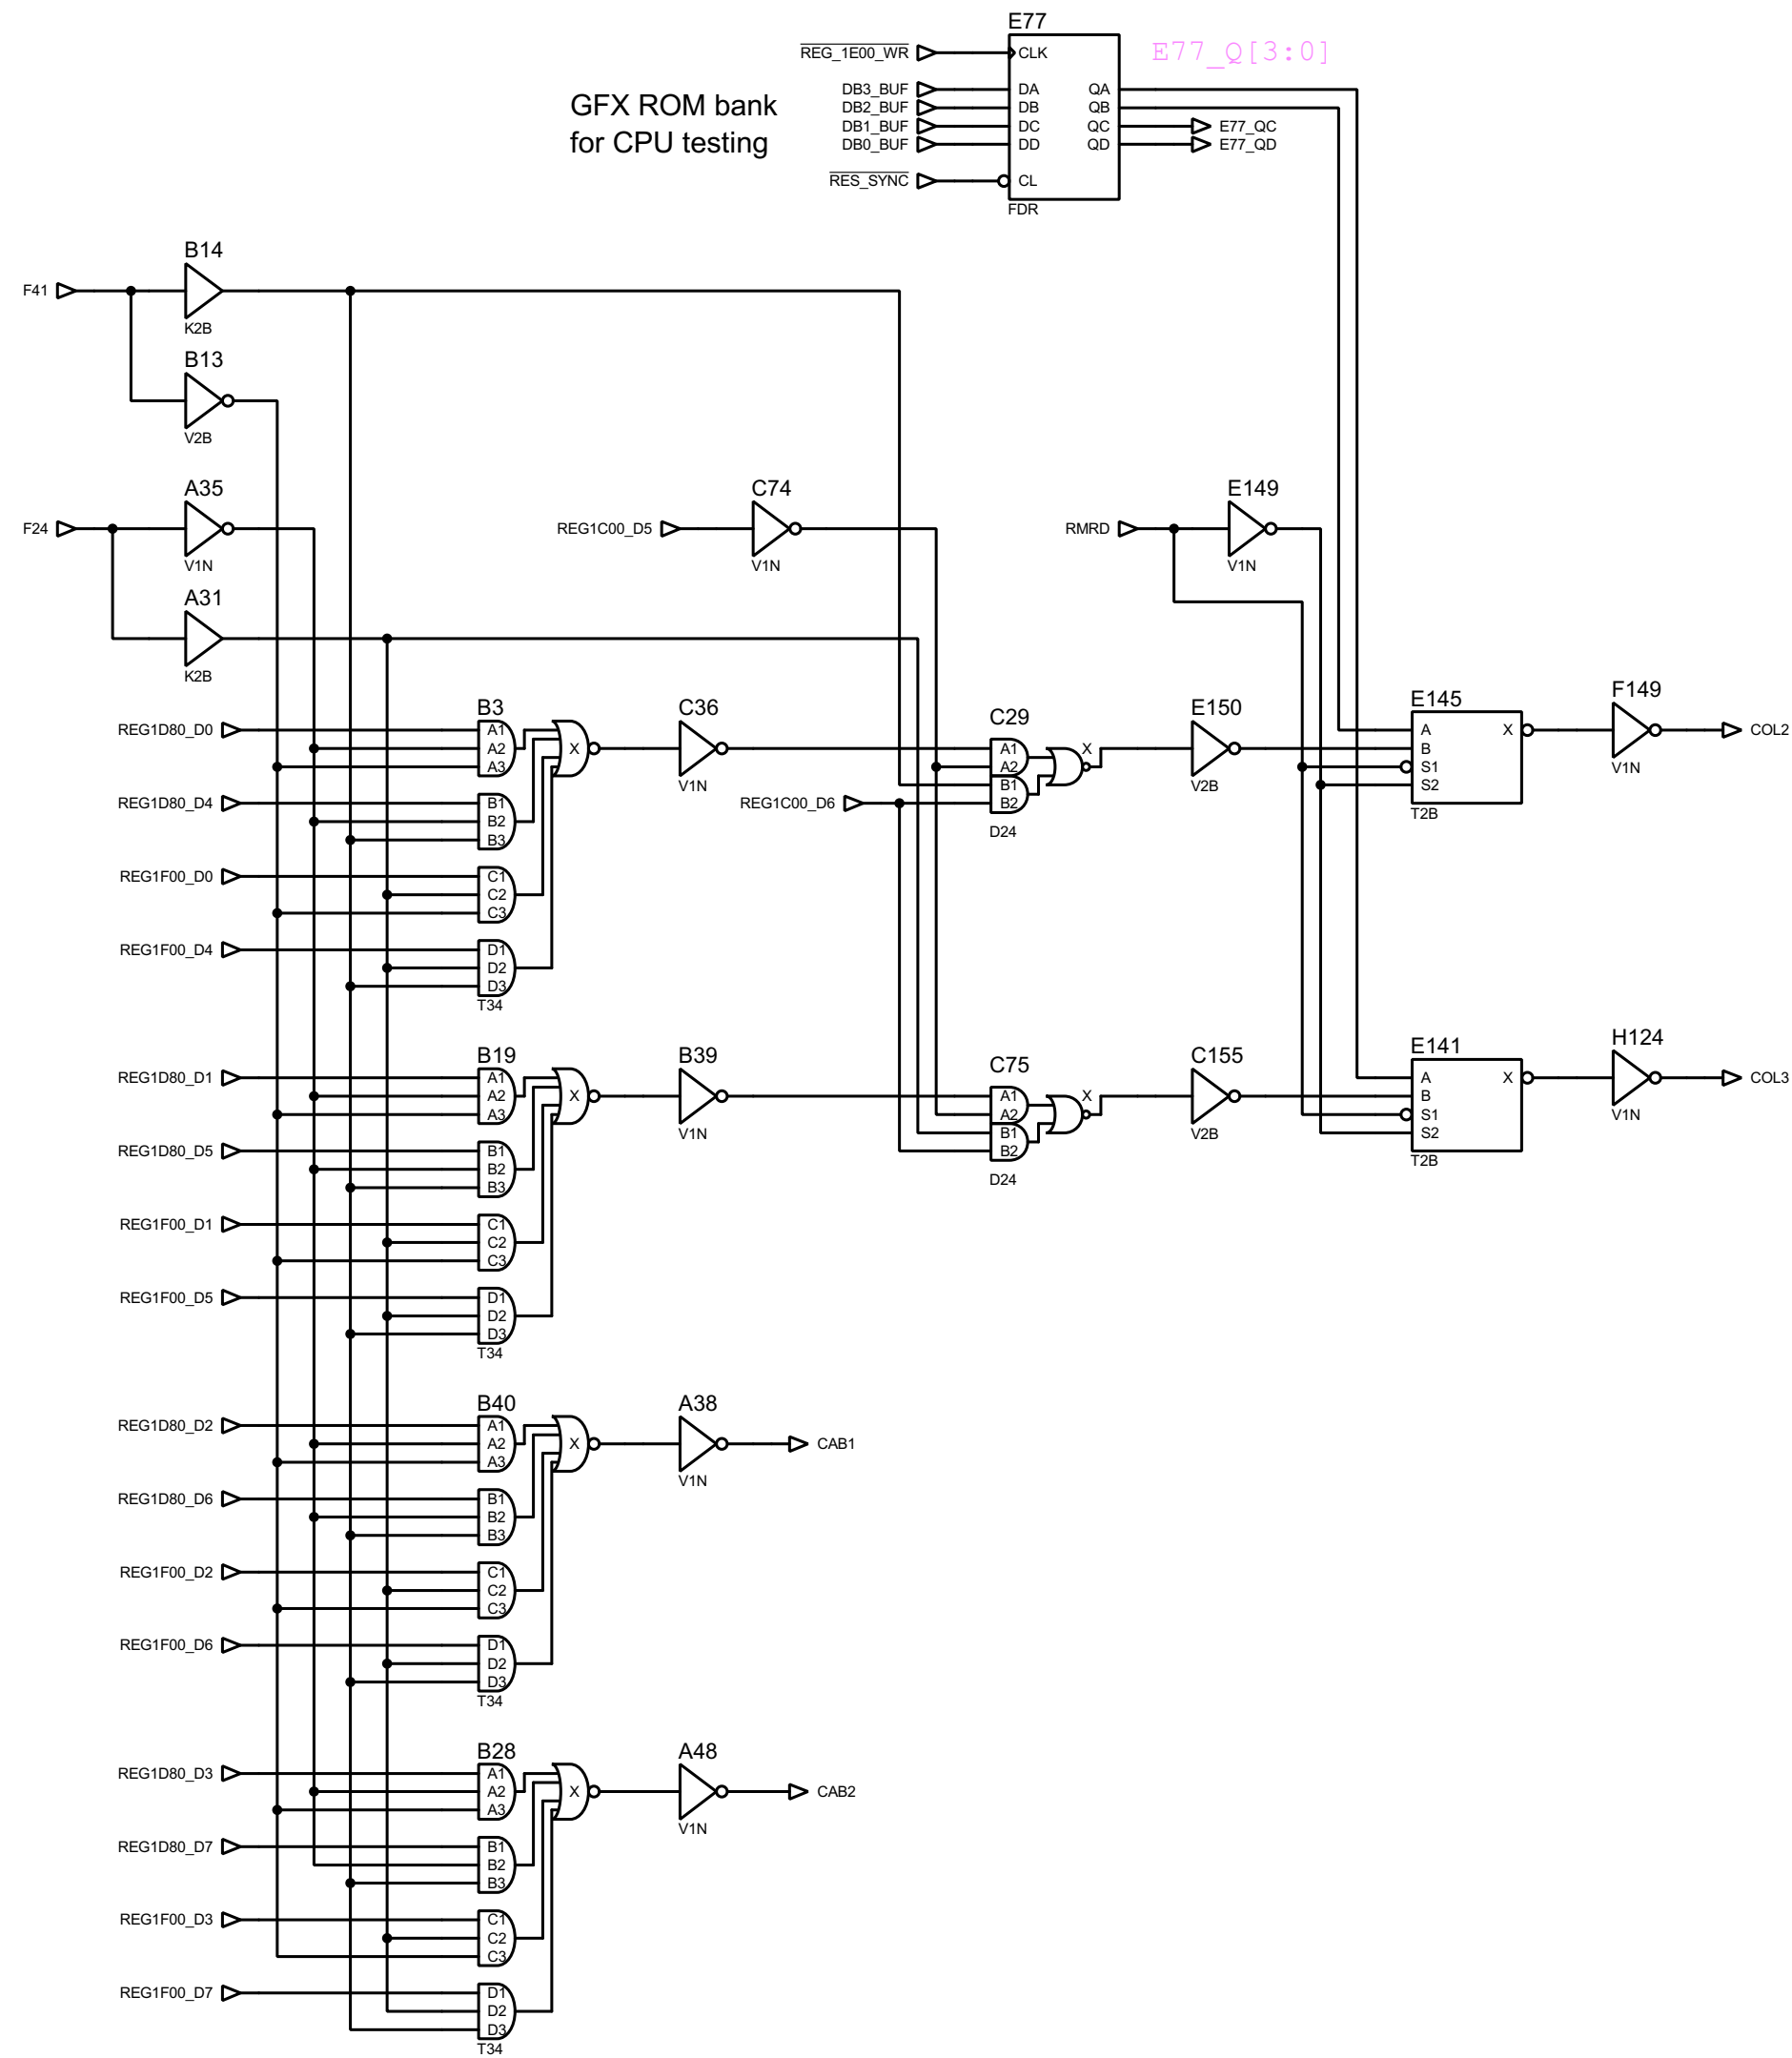 E77
E77_Q[3:0]
REG_1E00_WR
CLK
GFX ROM bank
for CPU testing
DB3_BUF DA QA
DB2_BUF DB QB
DB1_BUF DC QC E77_QC
DB0_BUF DD QD E77_QD
RES_SYNC CL
FDR
B14
F41
K2B
B13
V2B
A35 C74 E149
F24 REG1C00_D5 RMRD
V1N V1N V1N
A31
K2B
B3 C36 C29 E150 E145 F149
REG1D80_D0 A1 A2 A3 X
V1N
A1 A2 B1 B2 X
V2B
A X COL2
B
S1
S2
V1N
T2B
REG1D80_D4 B1 B2 B3
REG1C00_D6
D24
REG1F00_D0 C1 C2 C3
REG1F00_D4 D1 D2 D3
T34
B19 B39 C75 C155 E141 H124
REG1D80_D1 A1 A2 A3 X
V1N
A1 A2 B1 B2 X
V2B
A X COL3
B
S1
S2
V1N
T2B
REG1D80_D5 B1 B2 B3
D24
REG1F00_D1 C1 C2 C3
REG1F00_D5 D1 D2 D3
T34
B40 A38
REG1D80_D2 A1 A2 A3 X CAB1
V1N
REG1D80_D6 B1 B2 B3
REG1F00_D2 C1 C2 C3
REG1F00_D6 D1 D2 D3
T34
B28 A48
REG1D80_D3 A1 A2 A3 X CAB2
V1N
REG1D80_D7 B1 B2 B3
REG1F00_D3 C1 C2 C3
REG1F00_D7 D1 D2 D3
T34